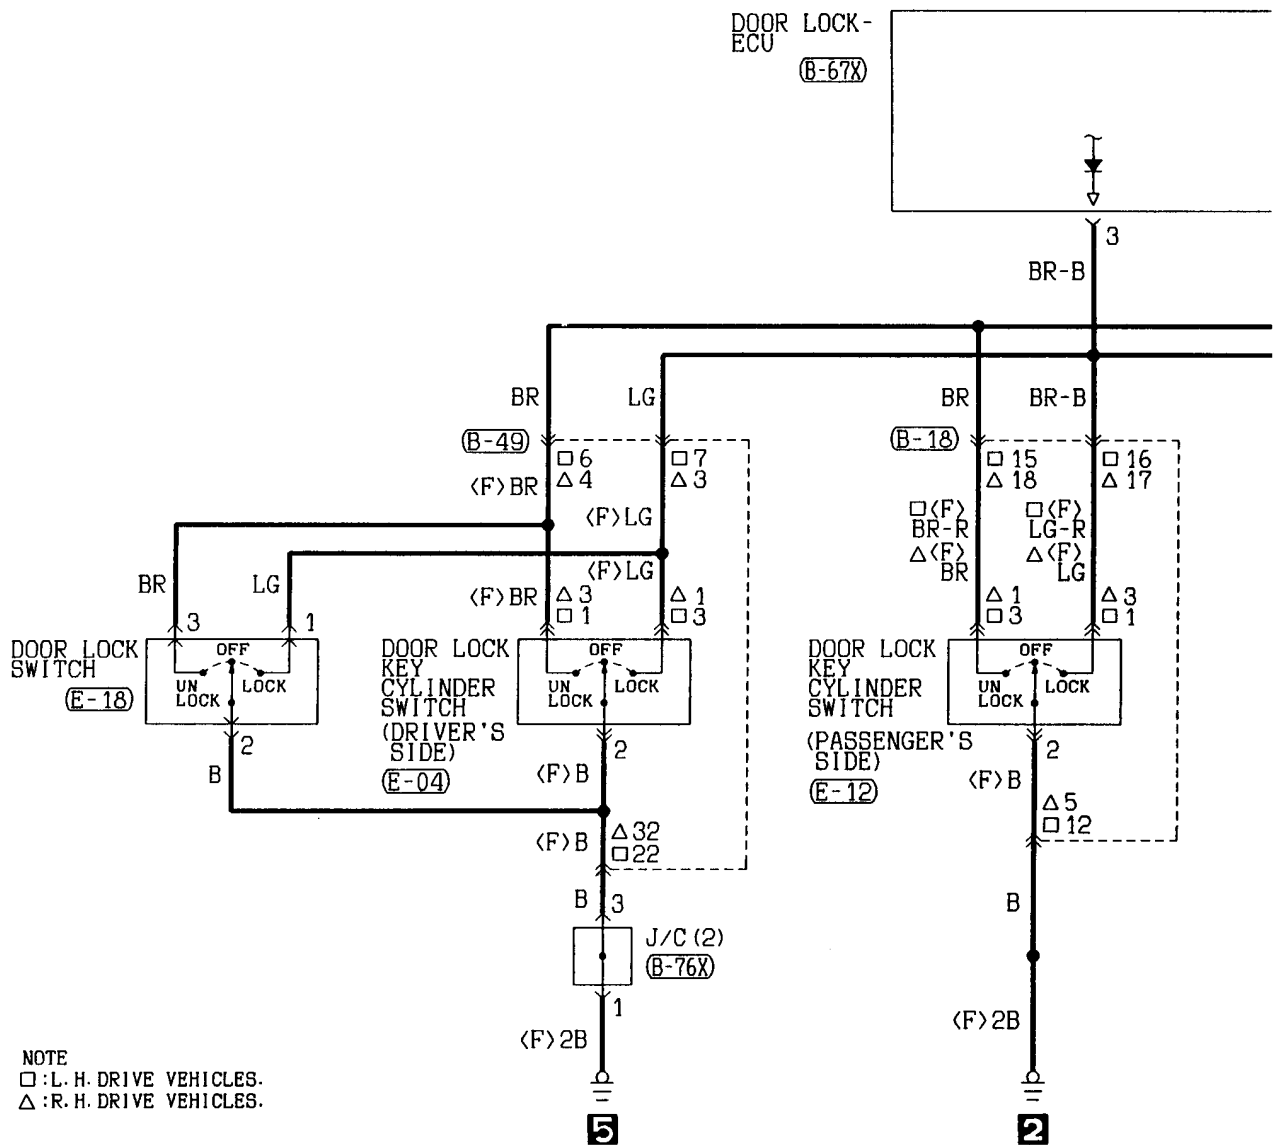 DOOR LOCK-
ECU
(B-67X)
3
BR-B
BR
LG
BR
BR-B
(B-49)
(B-18)
□6
△4
□7
△3
□15
△18
□16
△17
<F>BR
<F>LG
□<F>
BR-R
△<F>
BR
□<F>
LG-R
△<F>
LG
BR
LG
<F>LG
<F>BR
△3
□1
△1
□3
△1
□3
△3
□1
3
1
DOOR LOCK
SWITCH
(E-18)
OFF
UN
LOCK
LOCK
2
DOOR LOCK
KEY
CYLINDER
SWITCH
(DRIVER'S
SIDE)
(E-04)
OFF
UN
LOCK
LOCK
2
DOOR LOCK
KEY
CYLINDER
SWITCH
(PASSENGER'S
SIDE)
(E-12)
OFF
UN
LOCK
LOCK
2
B
<F>B
<F>B
△5
□12
<F>B
△32
□22
B
3
B
J/C(2)
(B-76X)
1
<F>2B
<F>2B
NOTE
□:L.H.DRIVE VEHICLES.
△:R.H.DRIVE VEHICLES.
5
2